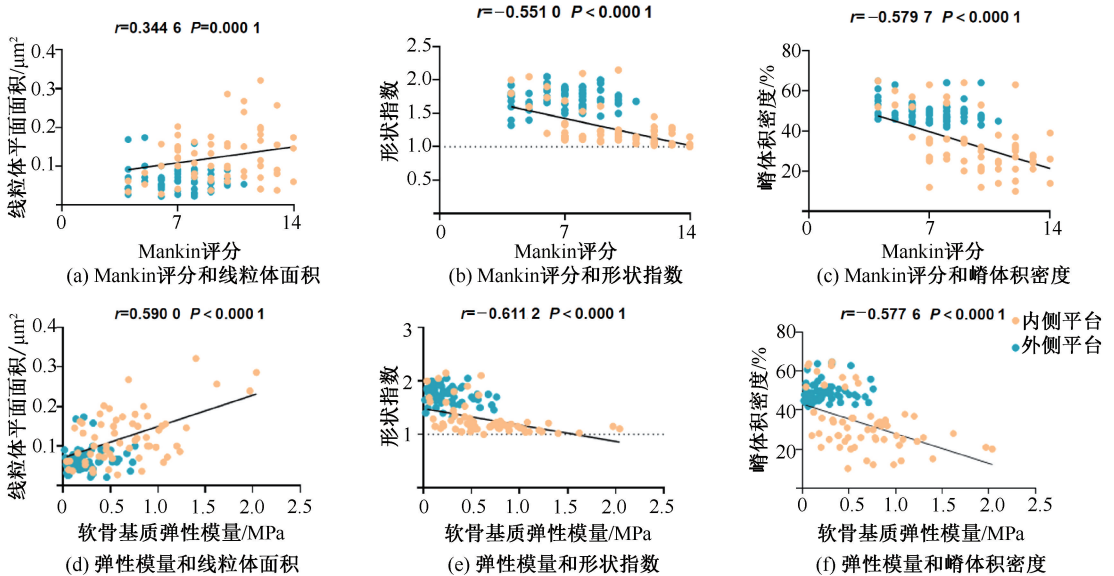 r=0.344 6 P=0.000 1
0.4
0.3
0.2
0.1
0
7
14
线粒体平面面积/μm²
Mankin评分
(a) Mankin评分和线粒体面积
r=−0.551 0 P<0.000 1
2.5
2.0
1.5
1.0
0.5
0
7
14
形状指数
Mankin评分
(b) Mankin评分和形状指数
r=−0.579 7 P<0.000 1
80
60
40
20
0
7
14
嵴体积密度/%
Mankin评分
(c) Mankin评分和嵴体积密度
r=0.590 0 P<0.000 1
0.4
0.3
0.2
0.1
0
0.5
1.0
1.5
2.0
2.5
线粒体平面面积/μm²
软骨基质弹性模量/MPa
(d) 弹性模量和线粒体面积
r=−0.611 2 P<0.000 1
3
2
1
0
0.5
1.0
1.5
2.0
2.5
形状指数
软骨基质弹性模量/MPa
(e) 弹性模量和形状指数
r=−0.577 6 P<0.000 1
80
60
40
20
0
0.5
1.0
1.5
2.0
2.5
嵴体积密度/%
软骨基质弹性模量/MPa
(f) 弹性模量和嵴体积密度
内侧平台
外侧平台